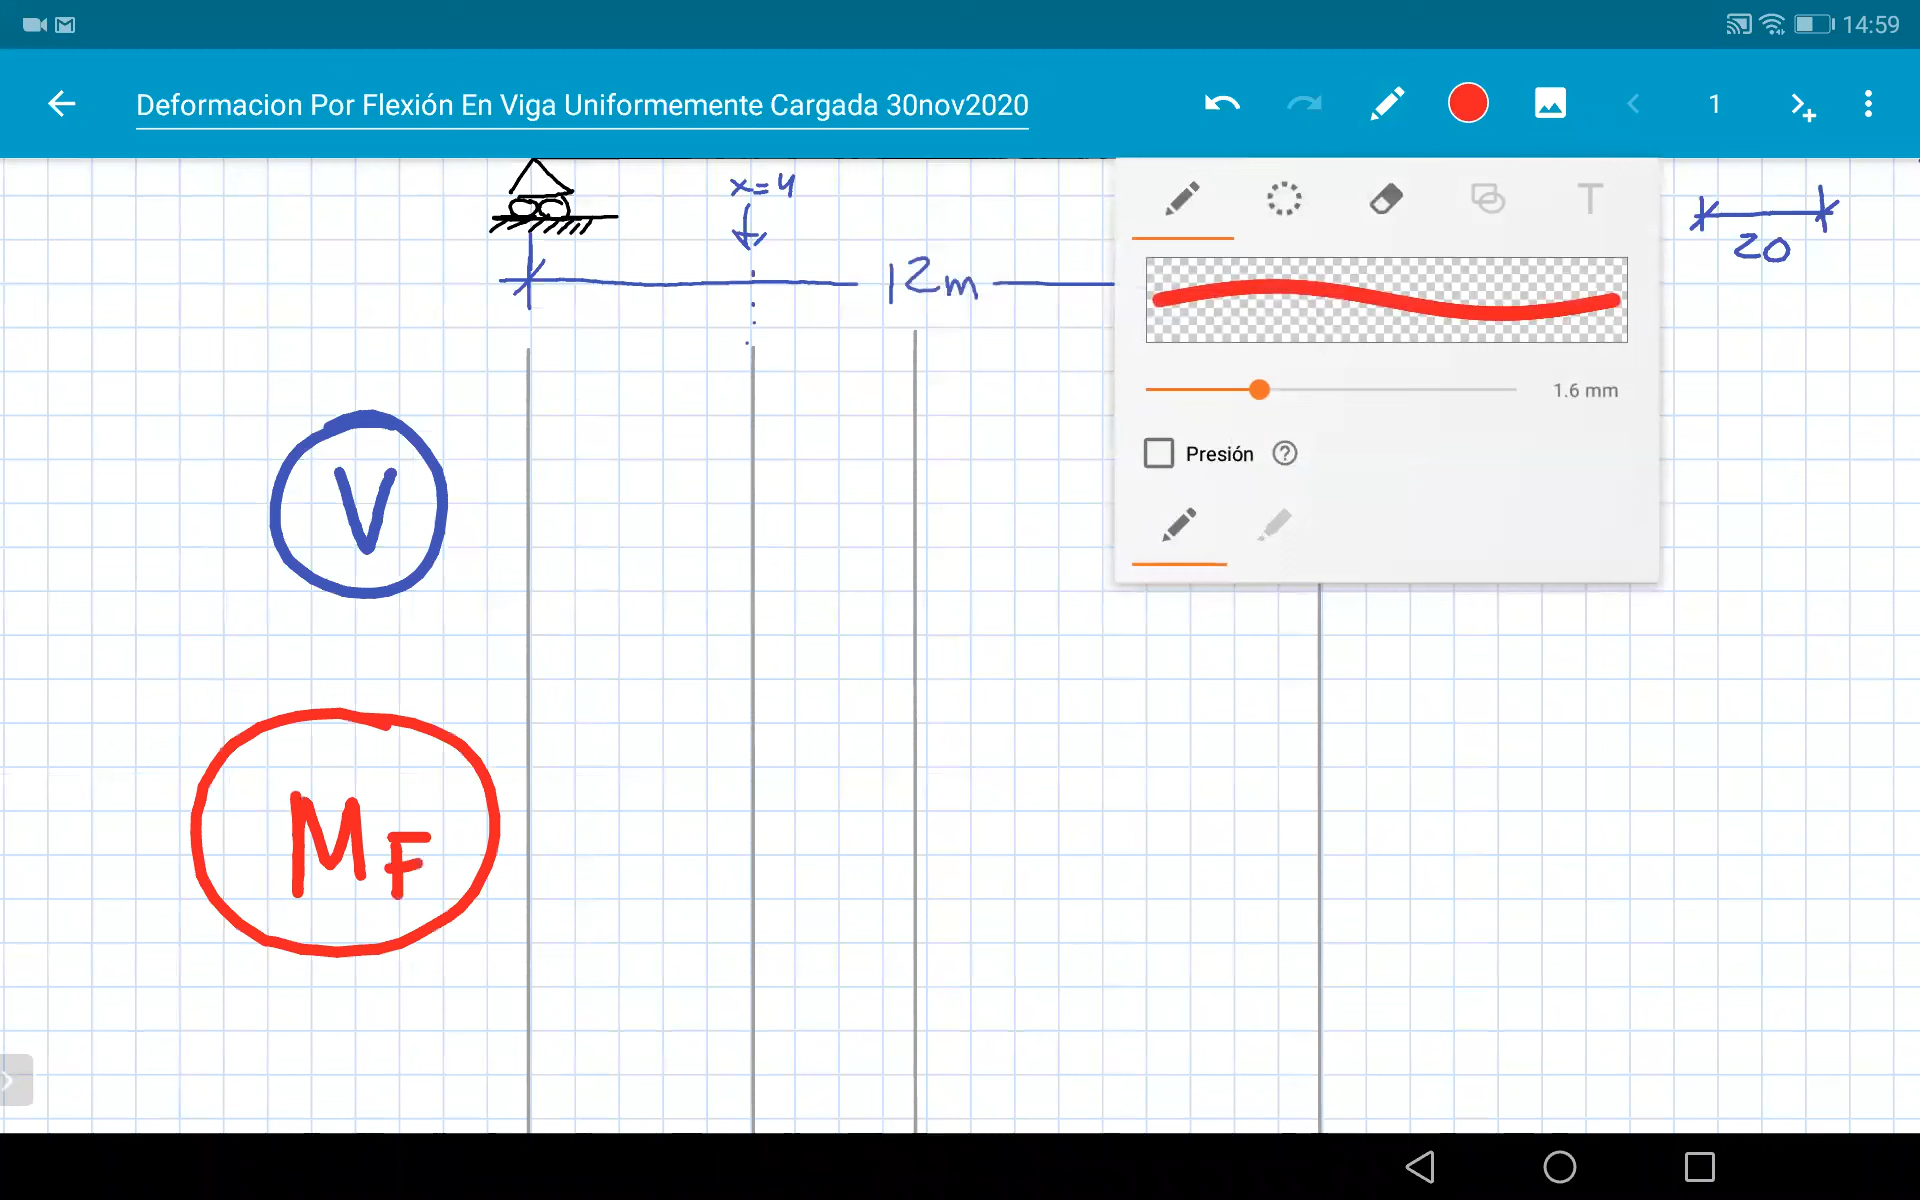 14:59
Deformacion Por Flexión En Viga Uniformemente Cargada 30nov2020
1
x=4
T
20
12m
1.6 mm
Presión
V
MF